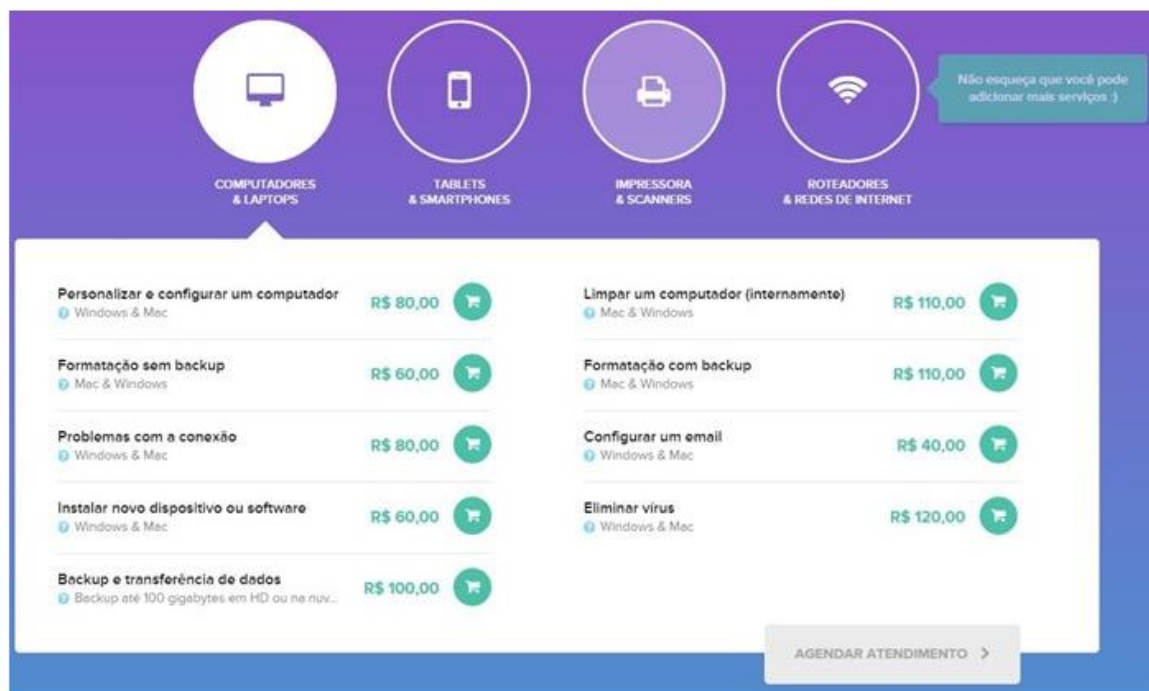 Não esqueça que você pode
adicionar mais serviços :)
COMPUTADORES
& LAPTOPS
TABLETS
& SMARTPHONES
IMPRESSORA
& SCANNERS
ROTEADORES
& REDES DE INTERNET
Personalizar e configurar um computador
Windows & Mac
R$ 80,00
Formatação sem backup
Mac & Windows
R$ 60,00
Problemas com a conexão
Windows & Mac
R$ 80,00
Instalar novo dispositivo ou software
Windows & Mac
R$ 60,00
Backup e transferência de dados
Backup até 100 gigabytes em HD ou na nuv...
R$ 100,00
Limpar um computador (internamente)
Mac & Windows
R$ 110,00
Formatação com backup
Mac & Windows
R$ 110,00
Configurar um email
Windows & Mac
R$ 40,00
Eliminar vírus
Windows & Mac
R$ 120,00
AGENDAR ATENDIMENTO